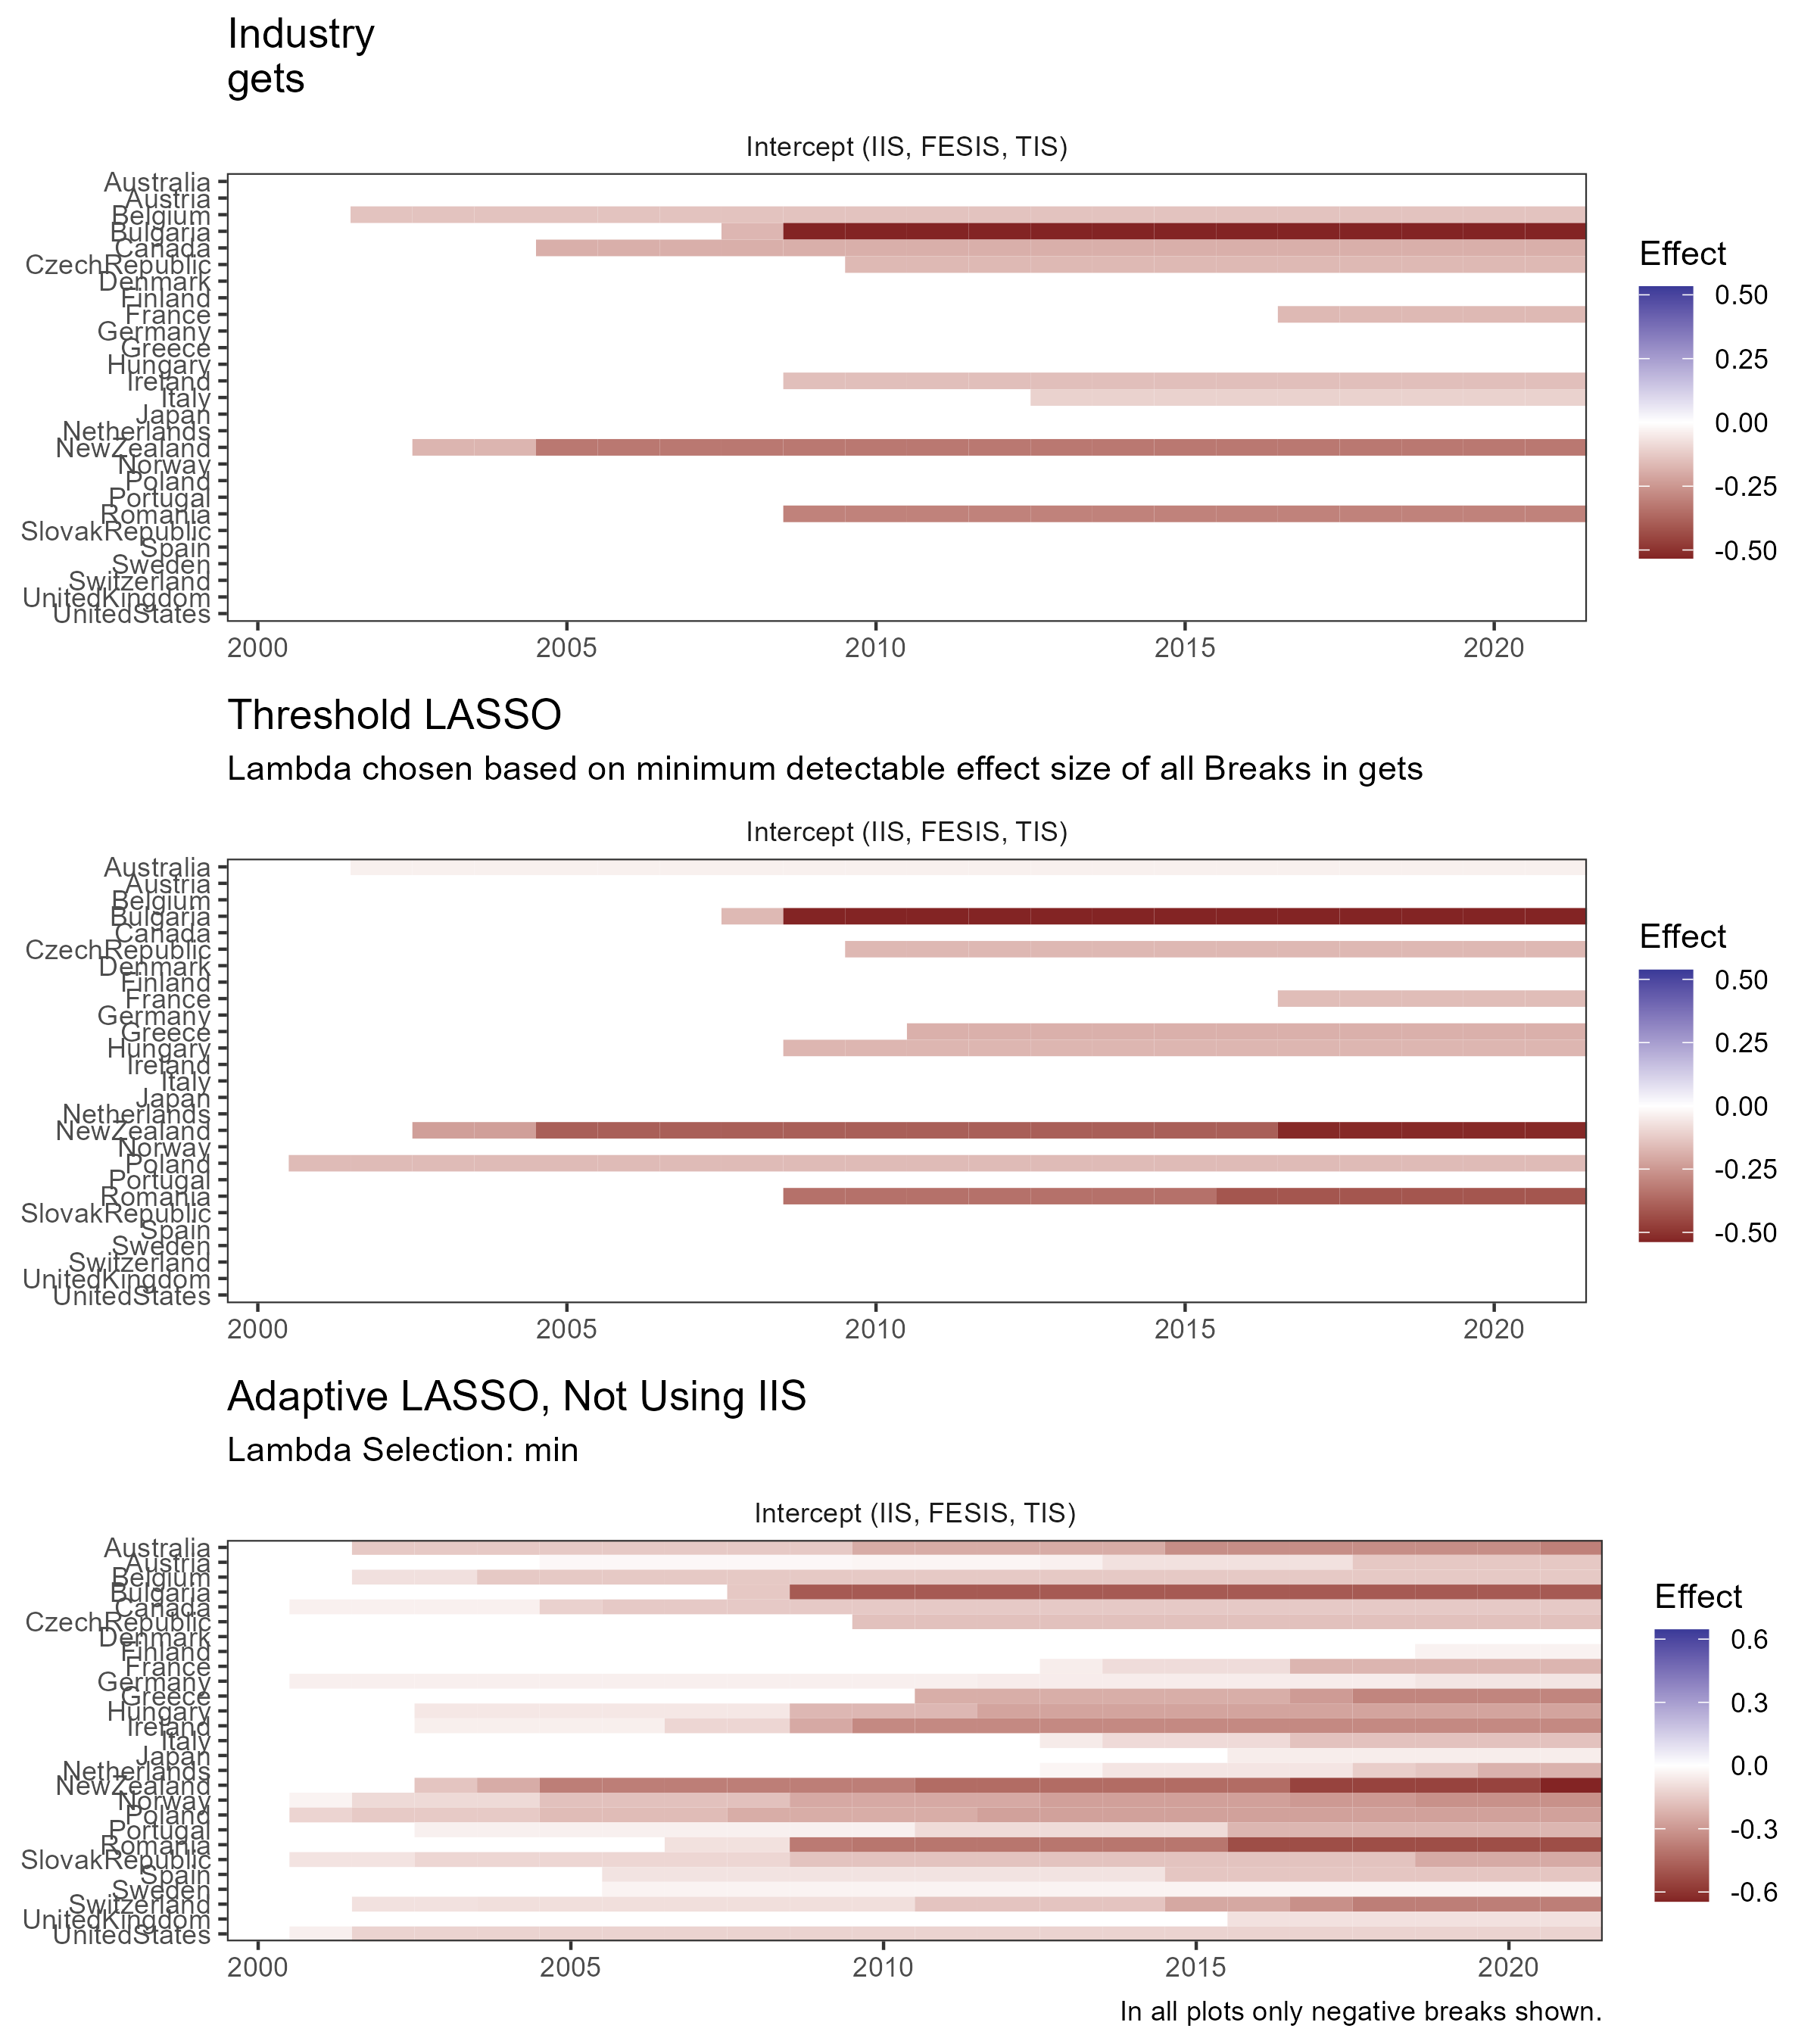 Industry
gets
Intercept (IIS, FESIS, TIS)
Australia
Austria
Belgium
Bulgaria
Canada
CzechRepublic
Denmark
Finland
France
Germany
Greece
Hungary
Ireland
Italy
Japan
Netherlands
NewZealand
Norway
Poland
Portugal
Romania
SlovakRepublic
Spain
Sweden
Switzerland
UnitedKingdom
UnitedStates
2000 2005 2010 2015 2020
Effect
0.50
0.25
0.00
-0.25
-0.50
Threshold LASSO
Lambda chosen based on minimum detectable effect size of all Breaks in gets
Intercept (IIS, FESIS, TIS)
Australia
Austria
Belgium
Bulgaria
Canada
CzechRepublic
Denmark
Finland
France
Germany
Greece
Hungary
Ireland
Italy
Japan
Netherlands
NewZealand
Norway
Poland
Portugal
Romania
SlovakRepublic
Spain
Sweden
Switzerland
UnitedKingdom
UnitedStates
2000 2005 2010 2015 2020
Effect
0.50
0.25
0.00
-0.25
-0.50
Adaptive LASSO, Not Using IIS
Lambda Selection: min
Intercept (IIS, FESIS, TIS)
Australia
Austria
Belgium
Bulgaria
Canada
CzechRepublic
Denmark
Finland
France
Germany
Greece
Hungary
Ireland
Italy
Japan
Netherlands
NewZealand
Norway
Poland
Portugal
Romania
SlovakRepublic
Spain
Sweden
Switzerland
UnitedKingdom
UnitedStates
2000 2005 2010 2015 2020
Effect
0.6
0.3
0.0
-0.3
-0.6
In all plots only negative breaks shown.